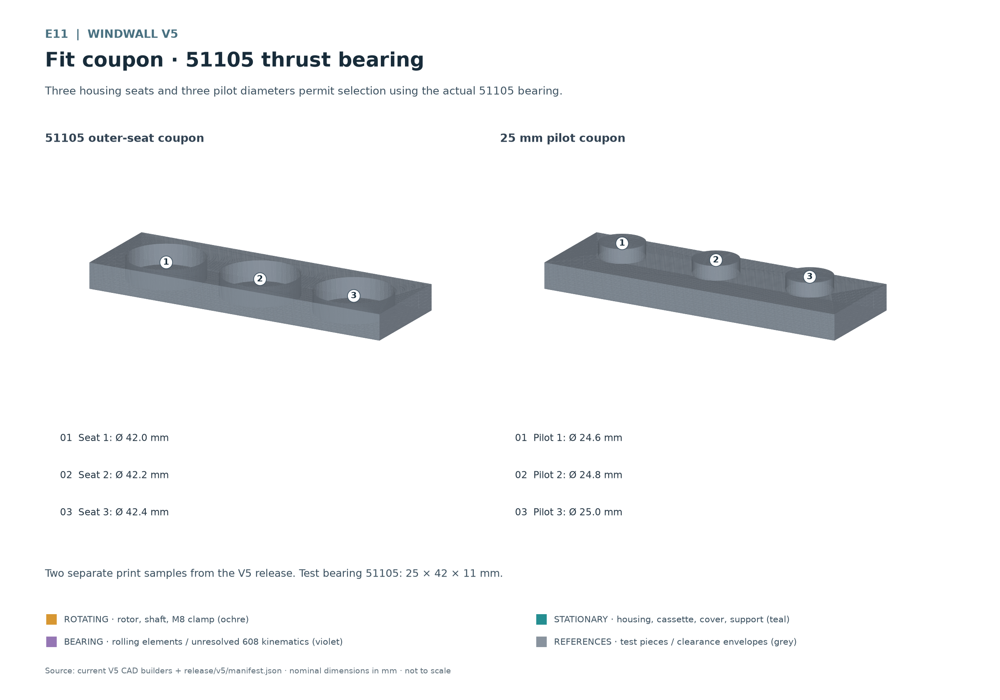 E11 | WINDWALL V5
Fit coupon · 51105 thrust bearing
Three housing seats and three pilot diameters permit selection using the actual 51105 bearing.
51105 outer-seat coupon
1
2
3
01 Seat 1: Ø 42.0 mm
02 Seat 2: Ø 42.2 mm
03 Seat 3: Ø 42.4 mm
25 mm pilot coupon
1
2
3
01 Pilot 1: Ø 24.6 mm
02 Pilot 2: Ø 24.8 mm
03 Pilot 3: Ø 25.0 mm
Two separate print samples from the V5 release. Test bearing 51105: 25 × 42 × 11 mm.
ROTATING · rotor, shaft, M8 clamp (ochre)
STATIONARY · housing, cassette, cover, support (teal)
BEARING · rolling elements / unresolved 608 kinematics (violet)
REFERENCES · test pieces / clearance envelopes (grey)
Source: current V5 CAD builders + release/v5/manifest.json · nominal dimensions in mm · not to scale